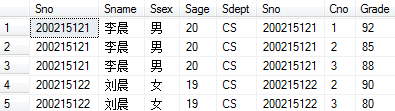 Sno Sname Ssex Sage Sdept Sno Cno Grade
1 200215121 李晨 男 20 CS 200215121 1 92
2 200215121 李晨 男 20 CS 200215121 2 85
3 200215121 李晨 男 20 CS 200215121 3 88
4 200215122 刘晨 女 19 CS 200215122 2 90
5 200215122 刘晨 女 19 CS 200215122 3 80